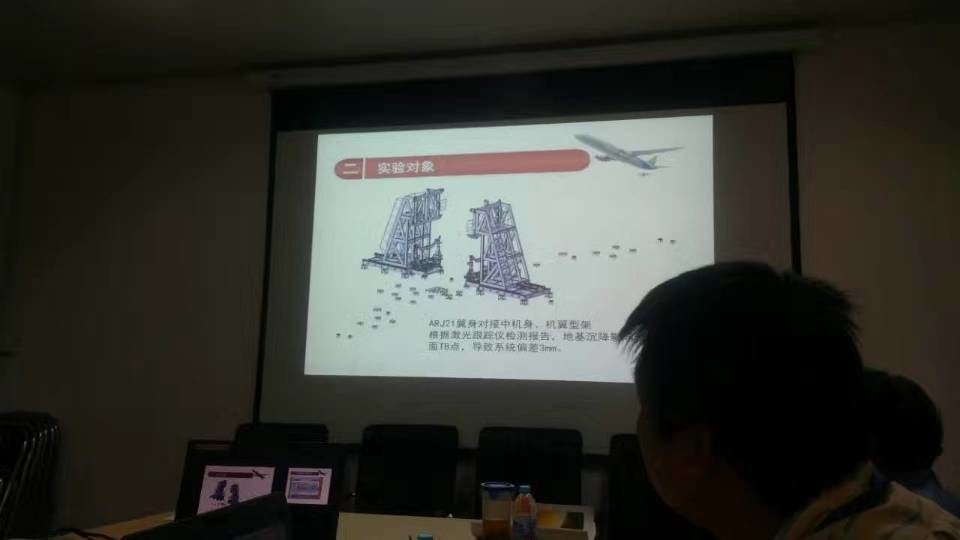 二 实验对象
ARJ21翼身对接中机身、机翼型架
根据激光跟踪仪检测报告，地基沉降
面TB点，导致系统偏差3mm。